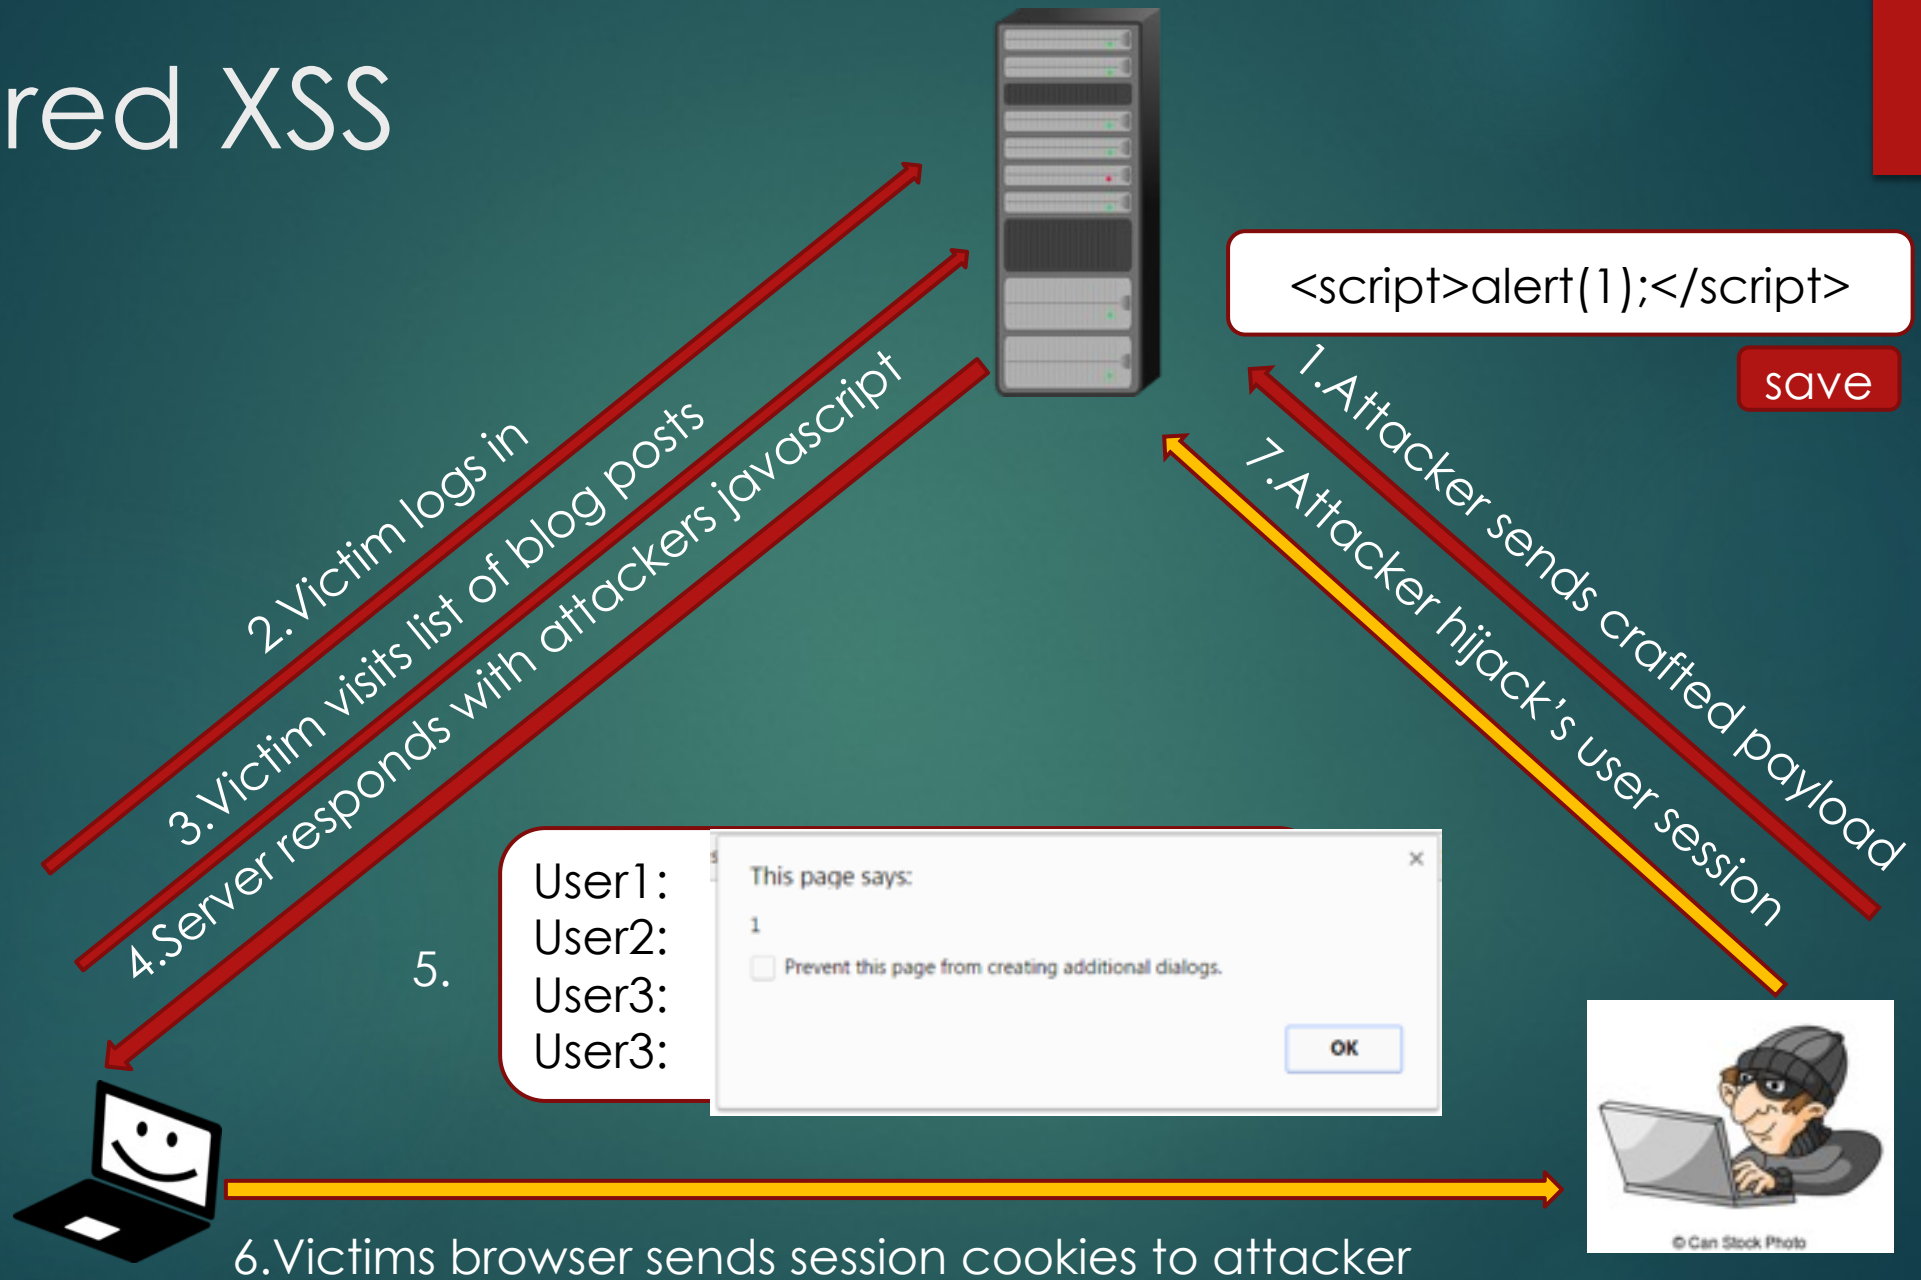 red XSS
<script>alert(1);</script>
save
1.Attacker sends crafted payload
7.Attacker hijack’s user session
2.Victim logs in
3.Victim visits list of blog posts
4.Server responds with attackers javascript
5.
User1:
User2:
User3:
User3:
This page says:
1
Prevent this page from creating additional dialogs.
OK
6.Victims browser sends session cookies to attacker
© Can Stock Photo